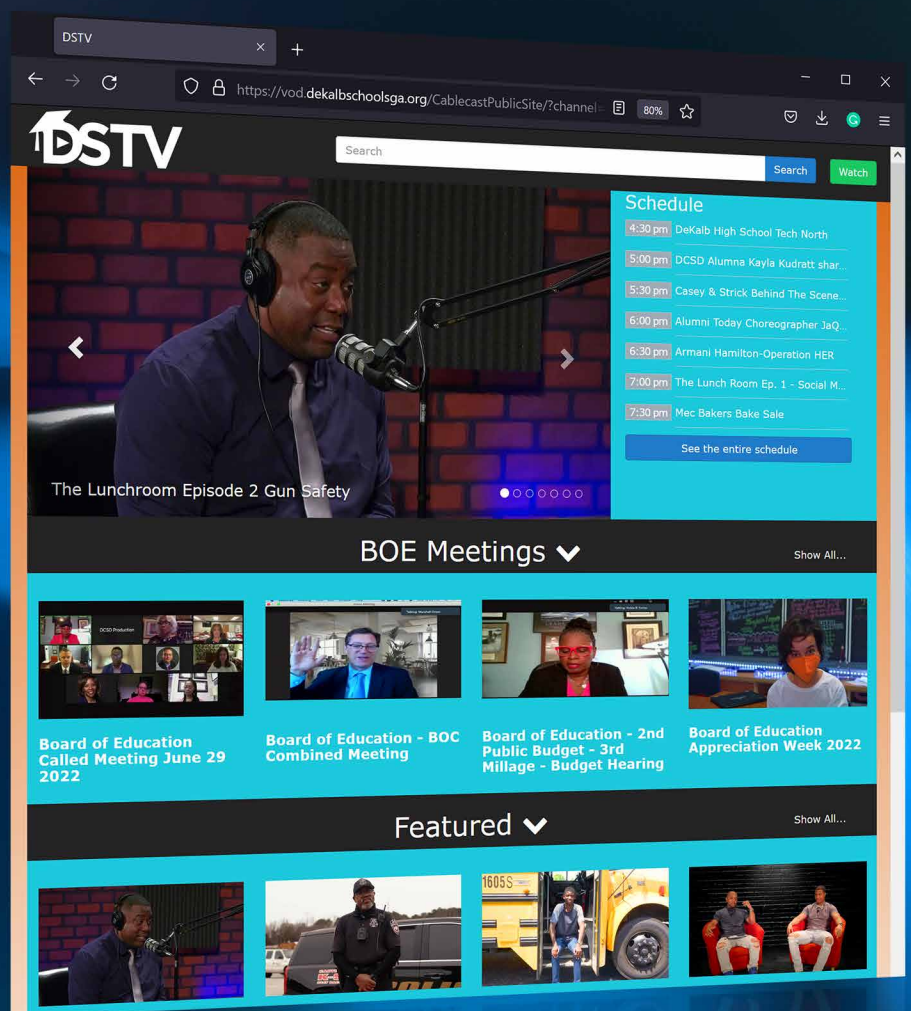 DSTV
https://vod.dekalbschoolsga.org/CablecastPublicSite/?channel=
80%
DSTV
Search
Search
Watch
Schedule
4:30 pm DeKalb High School Tech North
5:00 pm DCSD Alumna Kayla Kudratt shar...
5:30 pm Casey & Strick Behind The Scene...
6:00 pm Alumni Today Choreographer JaQ...
6:30 pm Armani Hamilton-Operation HER
7:00 pm The Lunch Room Ep. 1 - Social M...
7:30 pm Mec Bakers Bake Sale
See the entire schedule
The Lunchroom Episode 2 Gun Safety
BOE Meetings
Show All...
DCSD Production
Board of Education
Called Meeting June 29
2022
Board of Education - BOC
Combined Meeting
Board of Education - 2nd
Public Budget - 3rd
Millage - Budget Hearing
Board of Education
Appreciation Week 2022
Featured
Show All...
1605S